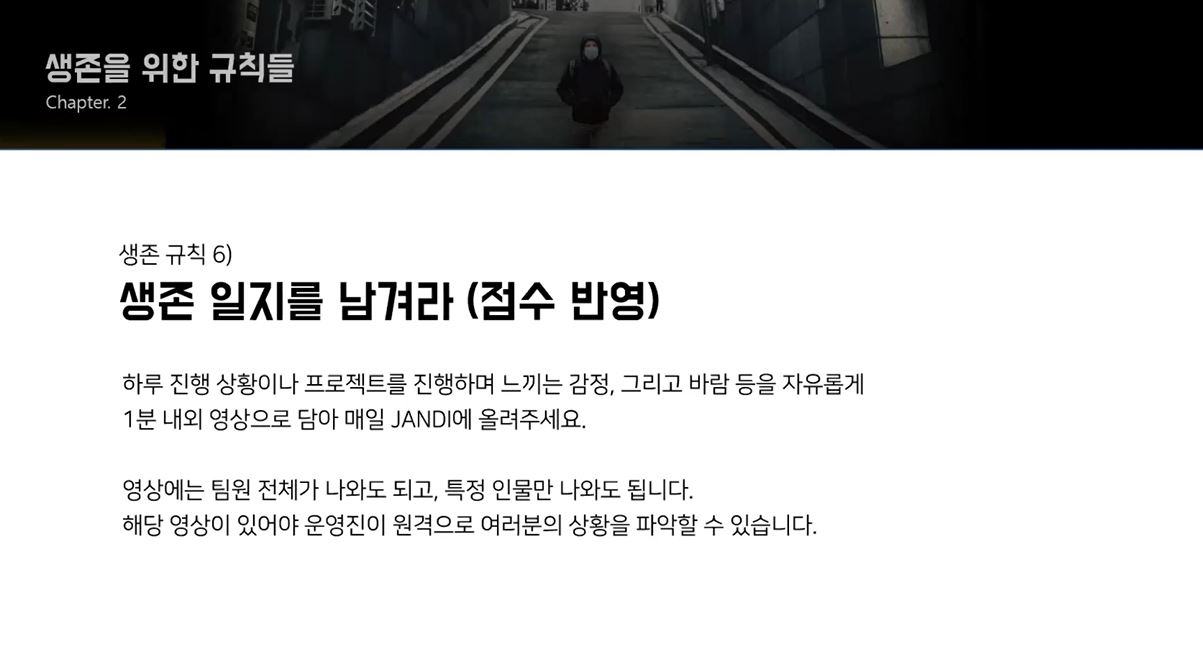 생존을 위한 규칙들
Chapter. 2
생존 규칙 6)
생존 일지를 남겨라 (점수 반영)
하루 진행 상황이나 프로젝트를 진행하며 느끼는 감정, 그리고 바람 등을 자유롭게
1분 내외 영상으로 담아 매일 JANDI에 올려주세요.
영상에는 팀원 전체가 나와도 되고, 특정 인물만 나와도 됩니다.
해당 영상이 있어야 운영진이 원격으로 여러분의 상황을 파악할 수 있습니다.